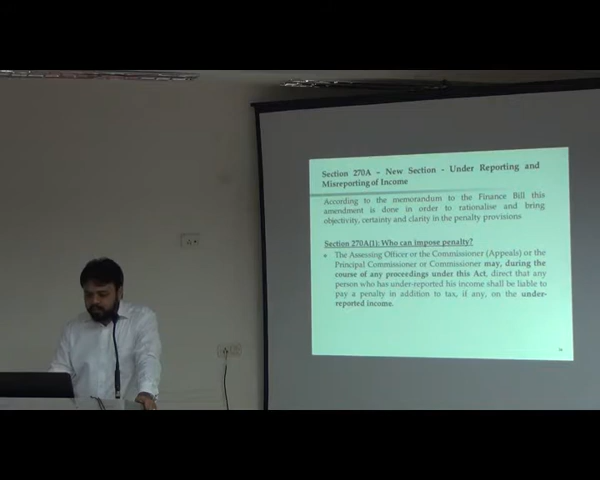 Section 270A – New Section - Under Reporting and
Misreporting of Income
According to the memorandum to the Finance Bill this
amendment is done in order to rationalise and bring
objectivity, certainty and clarity in the penalty provisions
Section 270A(1): Who can impose penalty?
• The Assessing Officer or the Commissioner (Appeals) or the
Principal Commissioner or Commissioner may, during the
course of any proceedings under this Act, direct that any
person who has under-reported his income shall be liable to
pay a penalty in addition to tax, if any, on the under-
reported income.